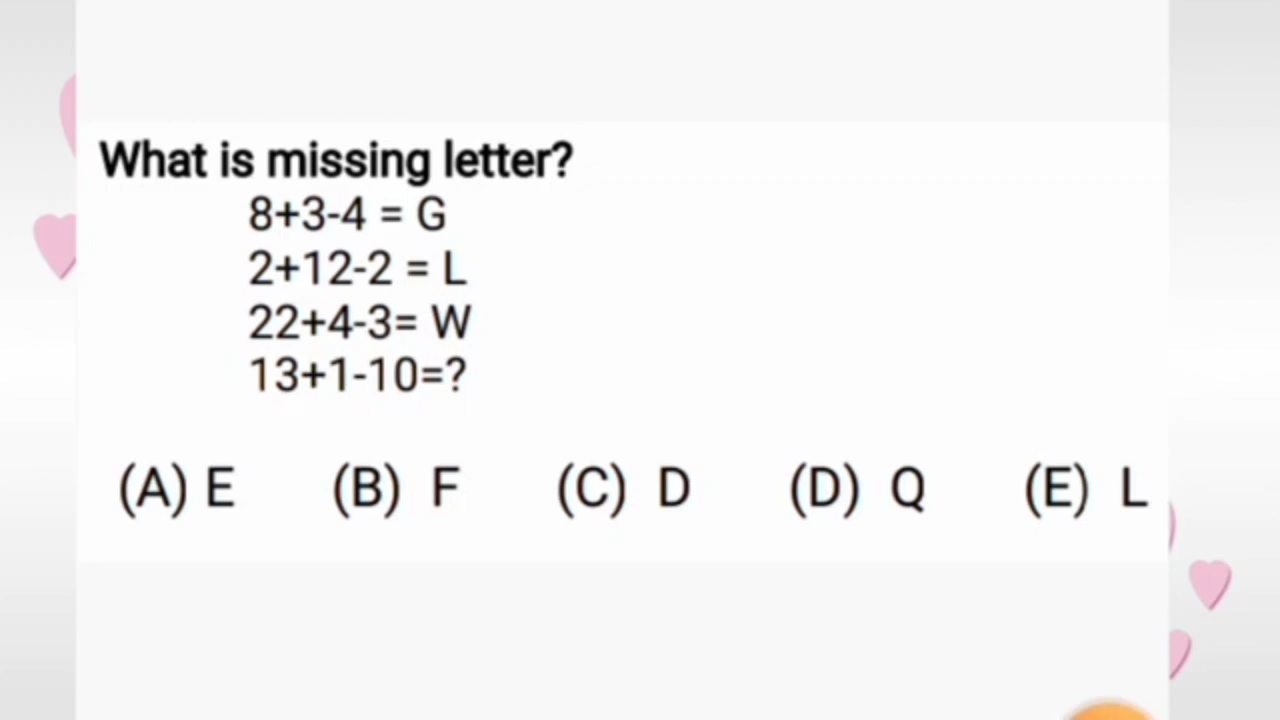 What is missing letter?
8+3-4 = G
2+12-2 = L
22+4-3= W
13+1-10=?
(A) E (B) F (C) D (D) Q (E) L